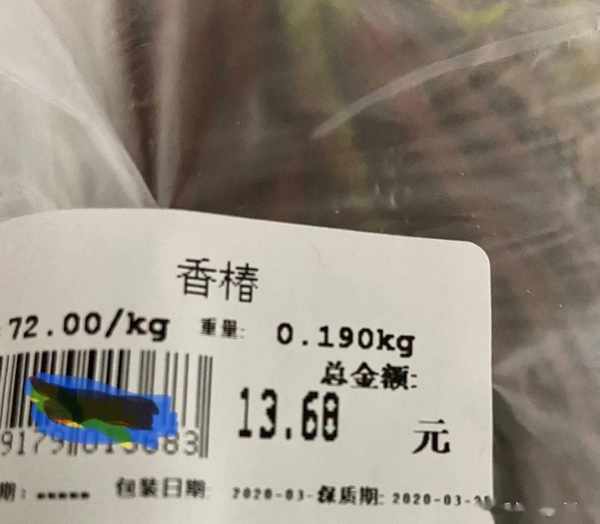 香椿
72.00/kg 重量: 0.190kg
总金额:
13.68 元
包装日期: 2020-03- 保质期: 2020-03-